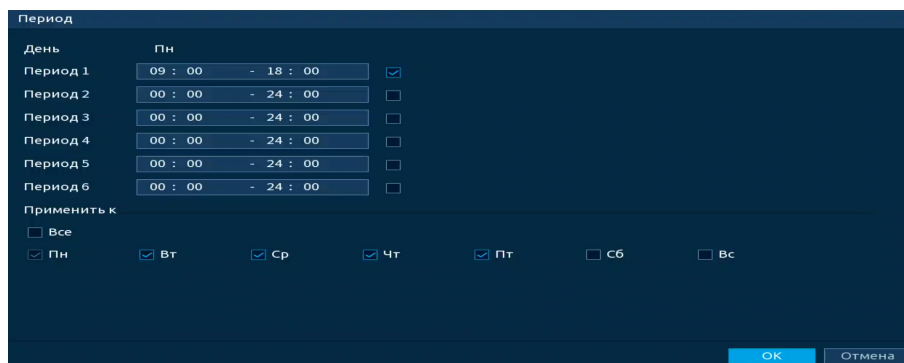 Период
День Пн
Период 1 09 : 00 - 18 : 00
Период 2 00 : 00 - 24 : 00
Период 3 00 : 00 - 24 : 00
Период 4 00 : 00 - 24 : 00
Период 5 00 : 00 - 24 : 00
Период 6 00 : 00 - 24 : 00
Применить к
Все
Пн Вт Ср Чт Пт Сб Вс
OK Отмена